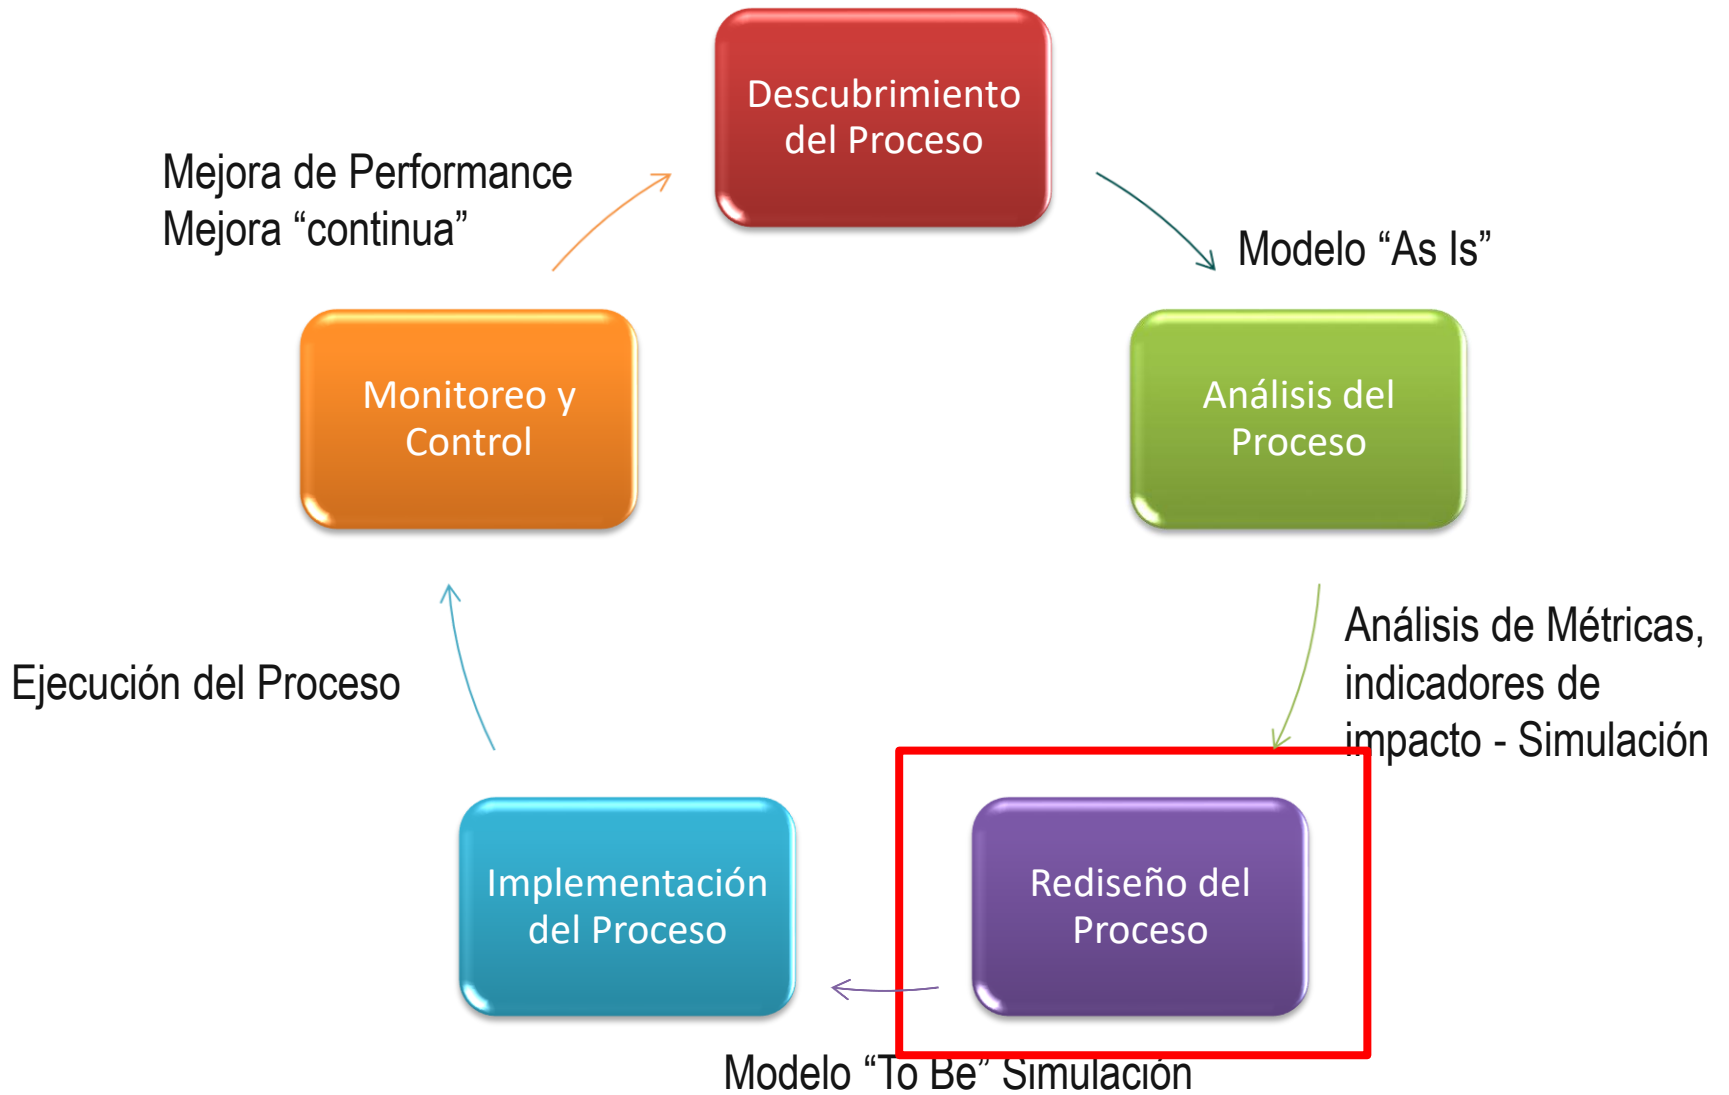 Descubrimiento
del Proceso
Mejora de Performance
Mejora “continua”
Modelo “As Is”
Monitoreo y
Control
Análisis del
Proceso
Análisis de Métricas,
indicadores de
impacto - Simulación
Ejecución del Proceso
Implementación
del Proceso
Rediseño del
Proceso
Modelo “To Be” Simulación